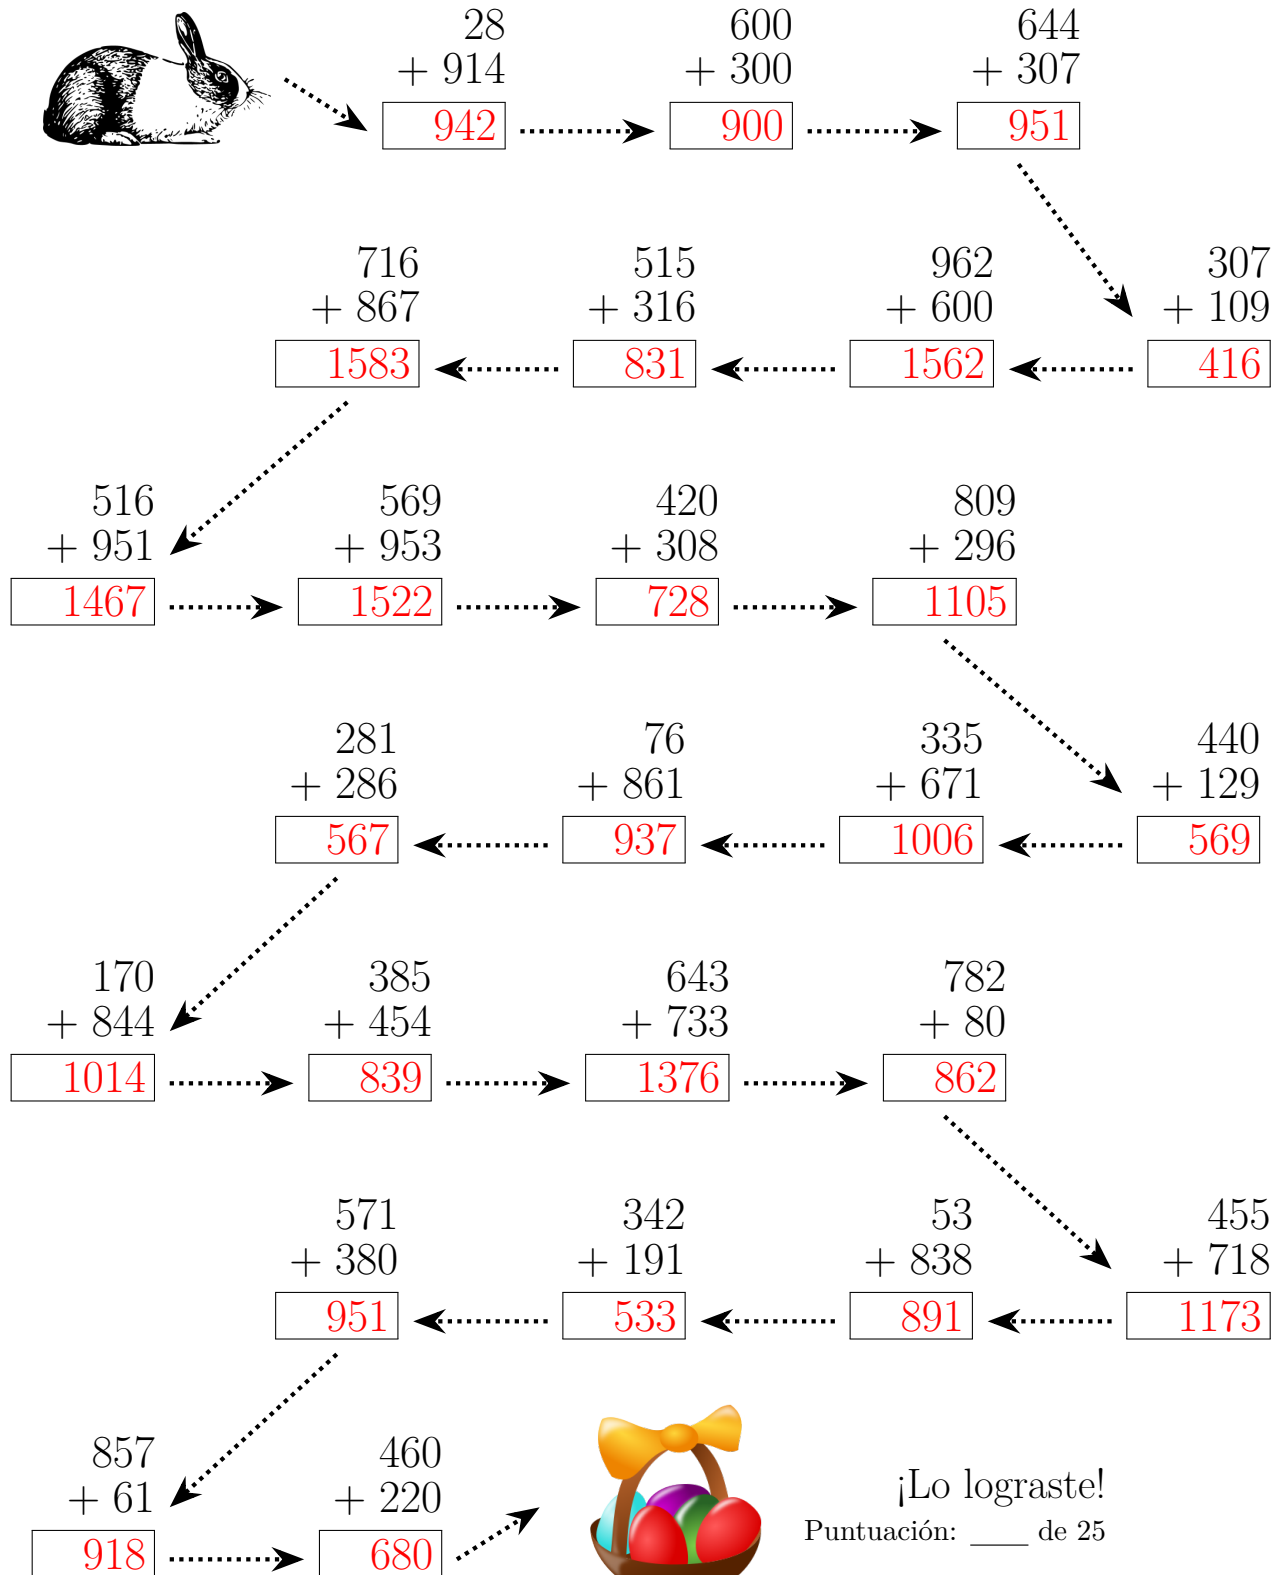 28 600 644
+ 914 + 300 + 307
942 900 951
716 515 962 307
+ 867 + 316 + 600 + 109
1583 831 1562 416
516 569 420 809
+ 951 + 953 + 308 + 296
1467 1522 728 1105
281 76 335 440
+ 286 + 861 + 671 + 129
567 937 1006 569
170 385 643 782
+ 844 + 454 + 733 + 80
1014 839 1376 862
571 342 53 455
+ 380 + 191 + 838 + 718
951 533 891 1173
857 460
+ 61 + 220
918 680
¡Lo lograste!
Puntuación: ____ de 25